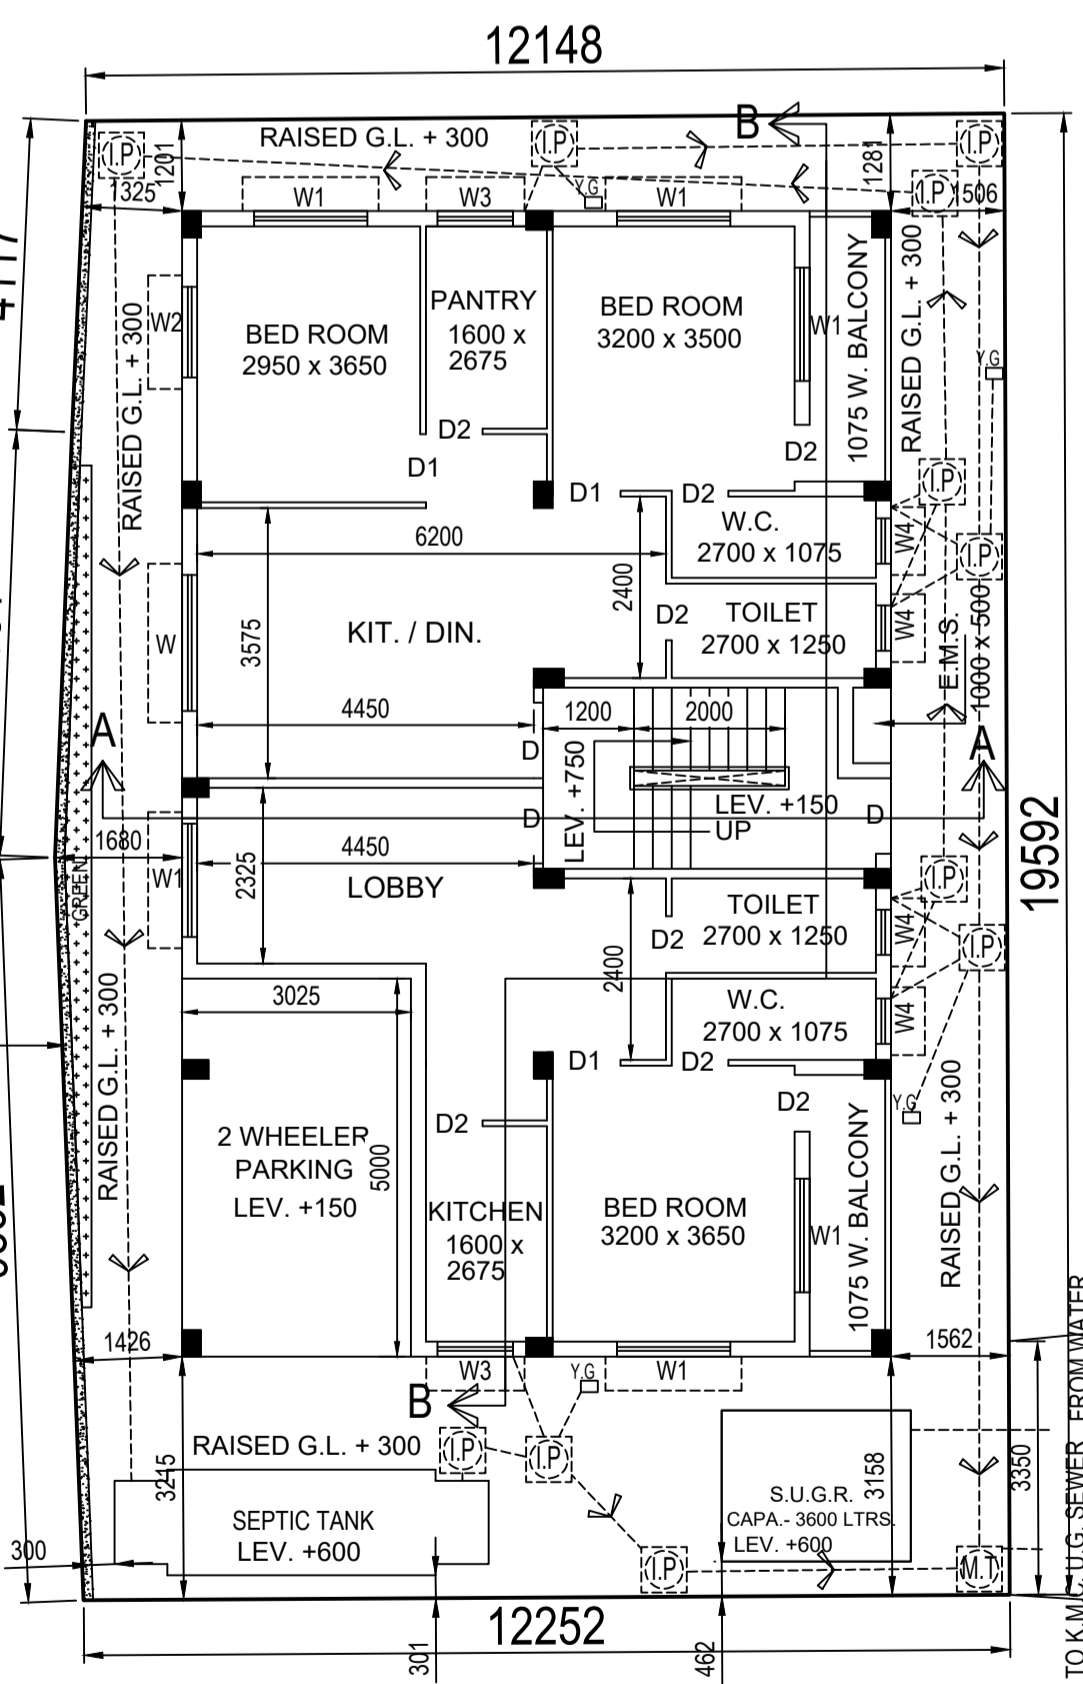 12148
B
RAISED G.L. + 300
I.P
I.P
I.P
1201
1281
1325
I.P
1506
W1
W3
Y.G
W1
4117
W2
RAISED G.L. + 300
BED ROOM
2950 x 3650
PANTRY
1600 x
2675
BED ROOM
3200 x 3500
W1
1075 W. BALCONY
RAISED G.L. + 300
Y.G
D2
D1
D2
D1
D2
I.P
W.C.
2700 x 1075
W4
I.P
6200
2400
3575
KIT. / DIN.
W
D2
TOILET
2700 x 1250
W4
E.M.S.
1000 x 500
4450
1200
2000
A
D
LEV. +750
A
LEV. +150
UP
D
D
19592
1680
W1
2325
4450
LOBBY
GREEN
I.P
TOILET
2700 x 1250
D2
W4
I.P
2400
3025
W.C.
2700 x 1075
W4
RAISED G.L. + 300
D1
D2
D2
Y.G
RAISED G.L. + 300
2 WHEELER
PARKING
LEV. +150
5000
D2
KITCHEN
1600 x
2675
BED ROOM
3200 x 3650
W1
1075 W. BALCONY
1426
1562
W3
Y.G
W1
B
RAISED G.L. + 300
I.P
I.P
3245
3158
3350
S.U.G.R.
CAPA.- 3600 LTRS.
LEV. +600
SEPTIC TANK
LEV. +600
300
I.P
M.T
12252
301
462
TO K.M.C. U.G. SEWER
FROM WATER